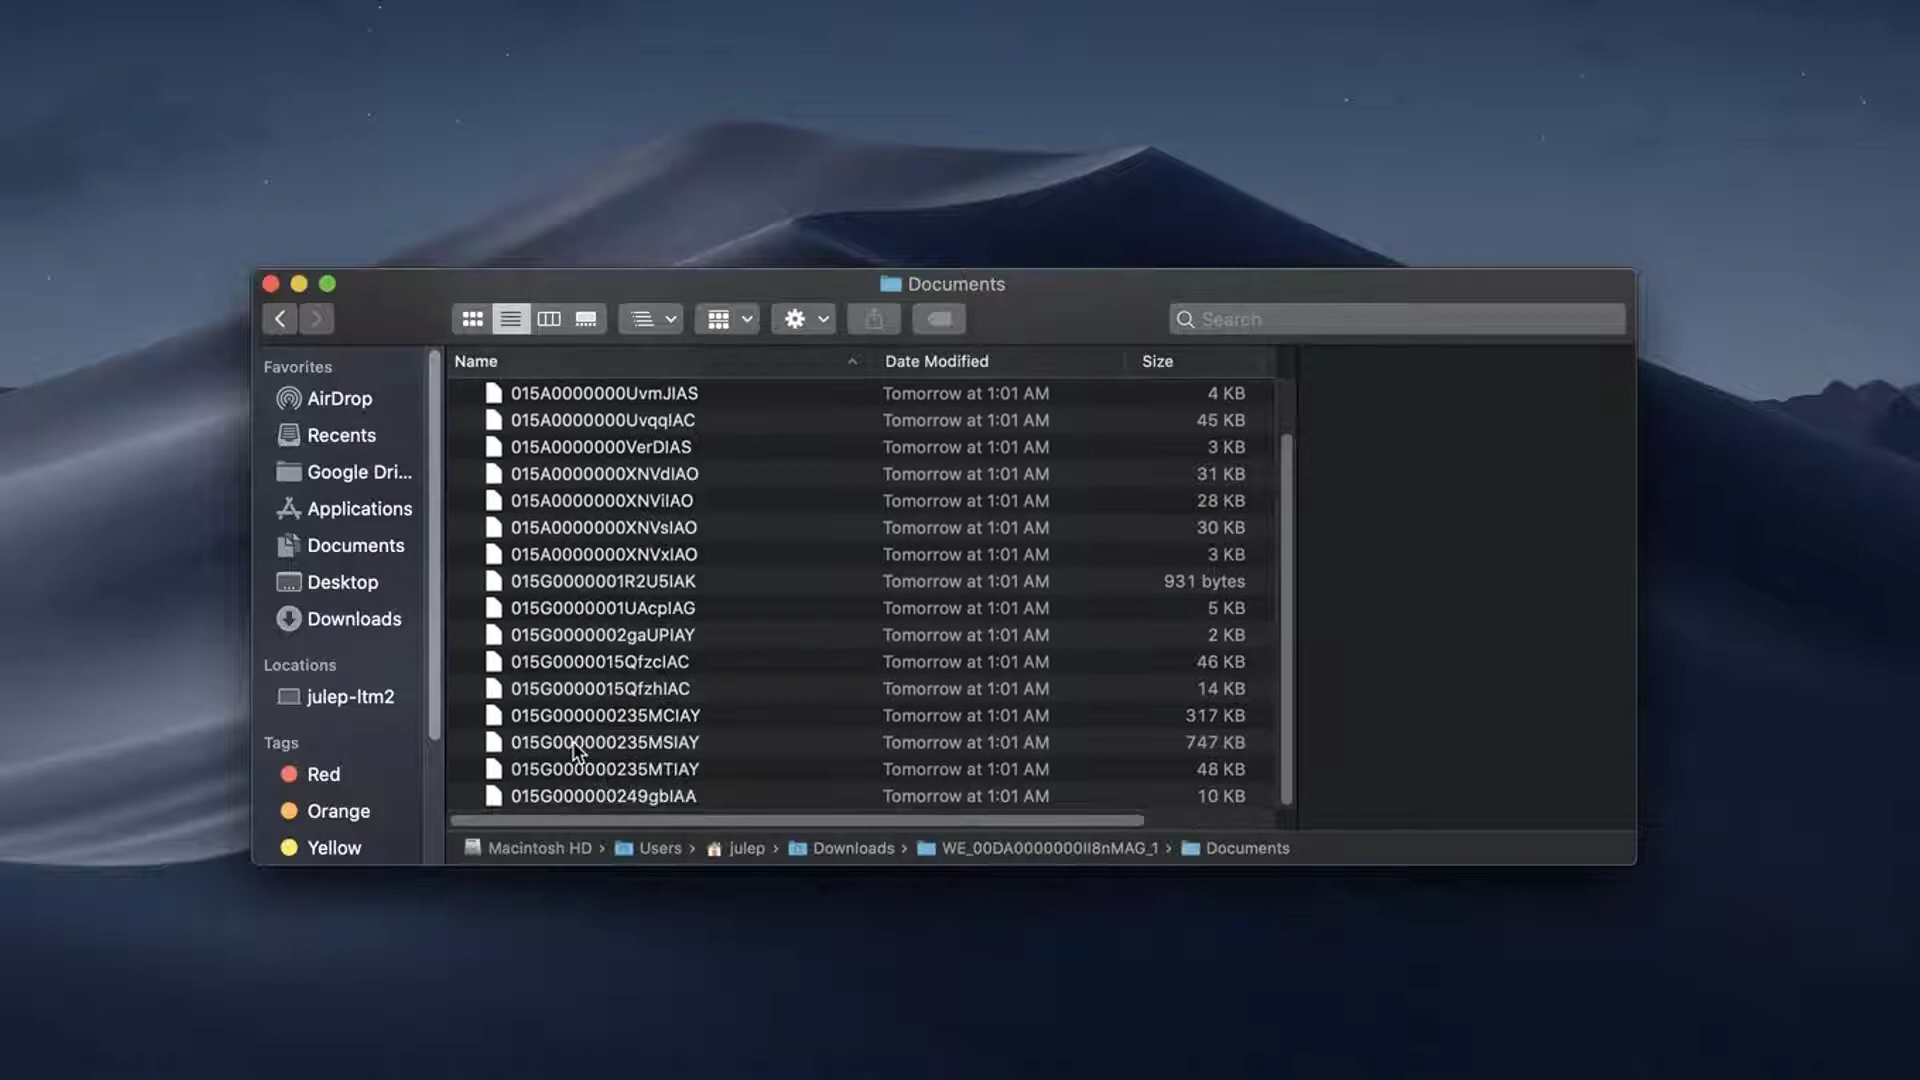 Documents
Search
Favorites
AirDrop
Recents
Google Dri...
Applications
Documents
Desktop
Downloads
Locations
julep-ltm2
Tags
Red
Orange
Yellow
Name Date Modified Size
015A0000000UvmJIAS Tomorrow at 1:01 AM 4 KB
015A0000000UvqqIAC Tomorrow at 1:01 AM 45 KB
015A0000000VerDIAS Tomorrow at 1:01 AM 3 KB
015A0000000XNVdIAO Tomorrow at 1:01 AM 31 KB
015A0000000XNViIAO Tomorrow at 1:01 AM 28 KB
015A0000000XNVsIAO Tomorrow at 1:01 AM 30 KB
015A0000000XNVxIAO Tomorrow at 1:01 AM 3 KB
015G0000001R2U5IAK Tomorrow at 1:01 AM 931 bytes
015G0000001UAcpIAG Tomorrow at 1:01 AM 5 KB
015G0000002gaUPIAY Tomorrow at 1:01 AM 2 KB
015G0000015QfzcIAC Tomorrow at 1:01 AM 46 KB
015G0000015QfzhIAC Tomorrow at 1:01 AM 14 KB
015G000000235MCIAY Tomorrow at 1:01 AM 317 KB
015G000000235MSIAY Tomorrow at 1:01 AM 747 KB
015G000000235MTIAY Tomorrow at 1:01 AM 48 KB
015G000000249gbIAA Tomorrow at 1:01 AM 10 KB
Macintosh HD › Users › julep › Downloads › WE_00DA0000000II8nMAG_1 › Documents